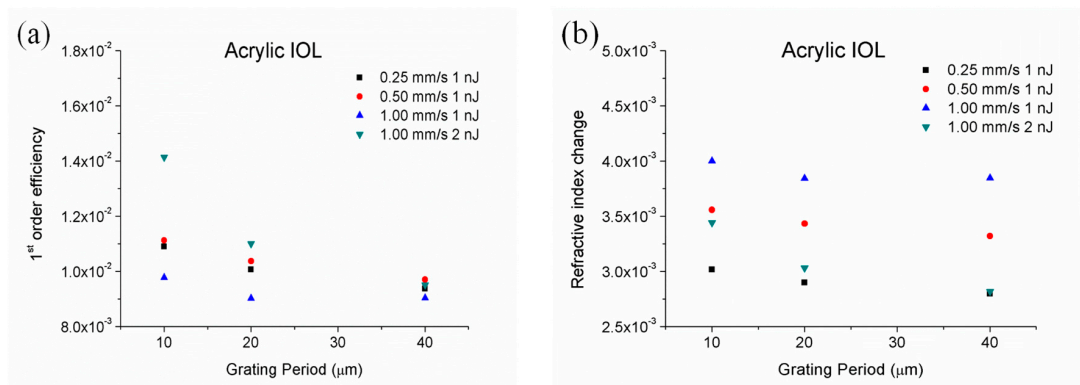 (a)
Acrylic IOL
1.8x10⁻²
1.6x10⁻²
1.4x10⁻²
1.2x10⁻²
1.0x10⁻²
8.0x10⁻³
1ˢᵗ order efficiency
0.25 mm/s 1 nJ
0.50 mm/s 1 nJ
1.00 mm/s 1 nJ
1.00 mm/s 2 nJ
10 20 30 40
Grating Period (μm)
(b)
Acrylic IOL
5.0x10⁻³
4.5x10⁻³
4.0x10⁻³
3.5x10⁻³
3.0x10⁻³
2.5x10⁻³
Refractive index change
0.25 mm/s 1 nJ
0.50 mm/s 1 nJ
1.00 mm/s 1 nJ
1.00 mm/s 2 nJ
10 20 30 40
Grating Period (μm)